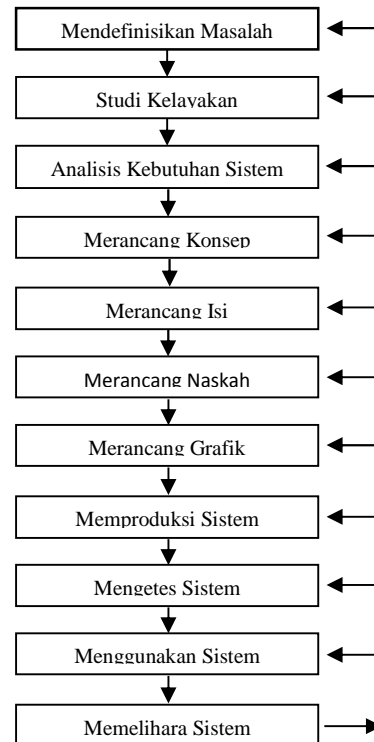 Mendefinisikan Masalah
Studi Kelayakan
Analisis Kebutuhan Sistem
Merancang Konsep
Merancang Isi
Merancang Naskah
Merancang Grafik
Memproduksi Sistem
Mengetes Sistem
Menggunakan Sistem
Memelihara Sistem